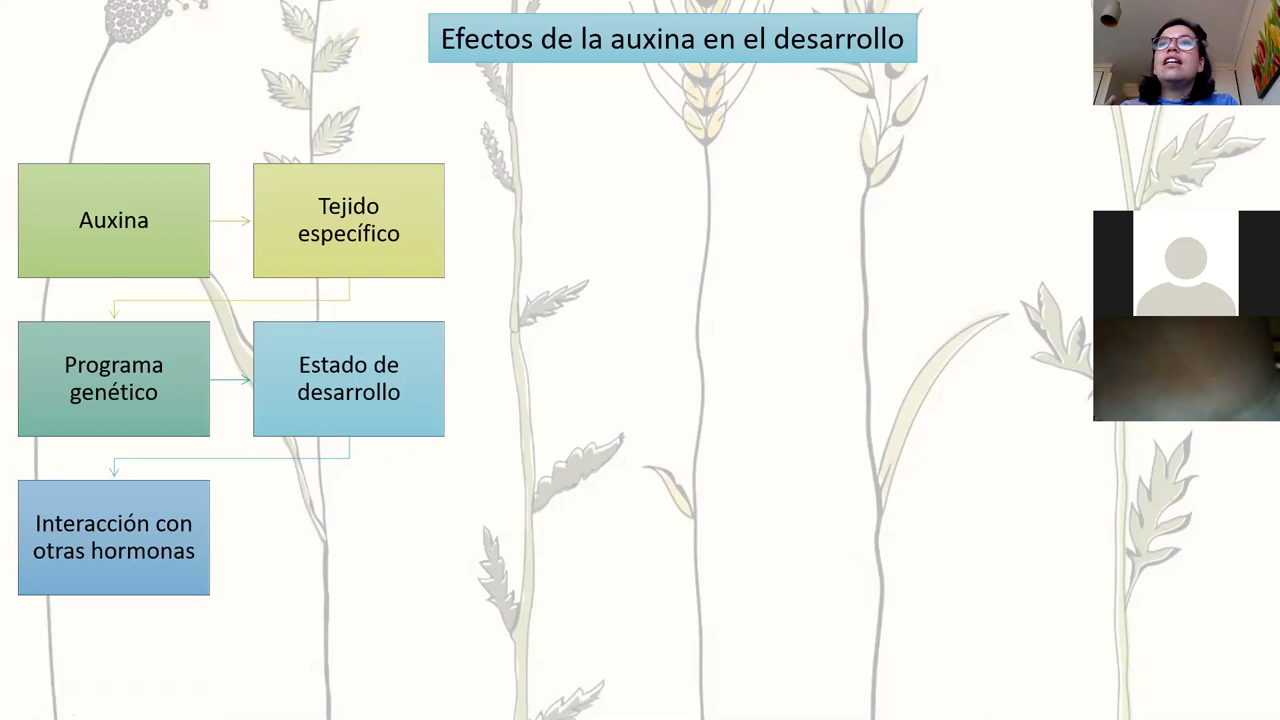 Efectos de la auxina en el desarrollo
Auxina
Tejido
específico
Programa
genético
Estado de
desarrollo
Interacción con
otras hormonas